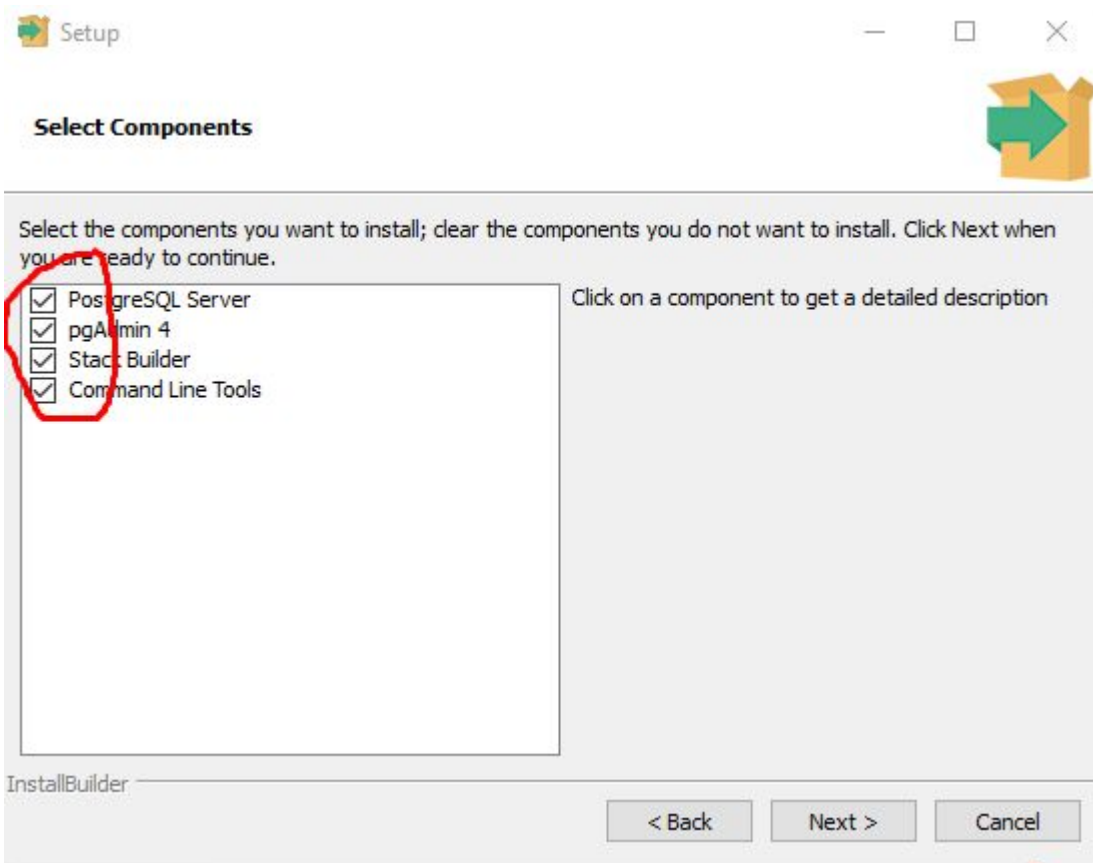 Setup
Select Components
Select the components you want to install; clear the components you do not want to install. Click Next when
you are ready to continue.
PostgreSQL Server
Click on a component to get a detailed description
pgAdmin 4
Stack Builder
Command Line Tools
InstallBuilder
< Back
Next >
Cancel